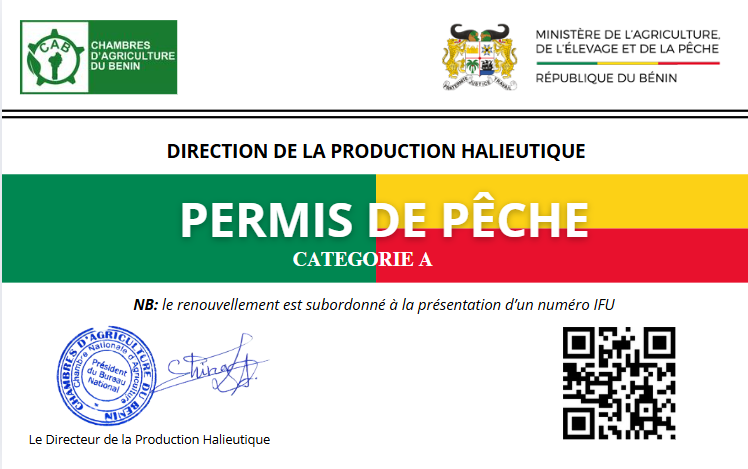 CAB
CHAMBRES
D'AGRICULTURE
DU BENIN
FRATERNITE JUSTICE TRAVAIL
MINISTÈRE DE L'AGRICULTURE,
DE L'ÉLEVAGE ET DE LA PÊCHE
RÉPUBLIQUE DU BÉNIN
DIRECTION DE LA PRODUCTION HALIEUTIQUE
PERMIS DE PÊCHE
CATEGORIE A
NB: le renouvellement est subordonné à la présentation d'un numéro IFU
CHAMBRES D'AGRICULTURE DU BENIN
Chambre Nationale d'Agriculture
Président
du Bureau
National
Le Directeur de la Production Halieutique